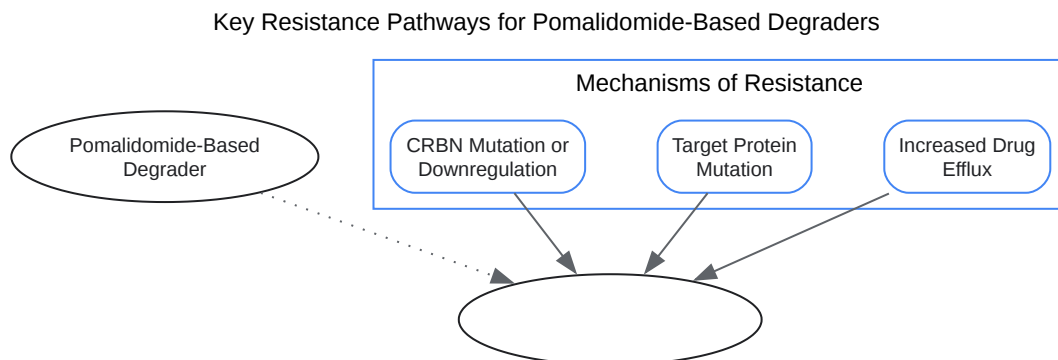 Key Resistance Pathways for Pomalidomide-Based Degraders
Mechanisms of Resistance
Pomalidomide-Based
Degrader
CRBN Mutation or
Downregulation
Target Protein
Mutation
Increased Drug
Efflux